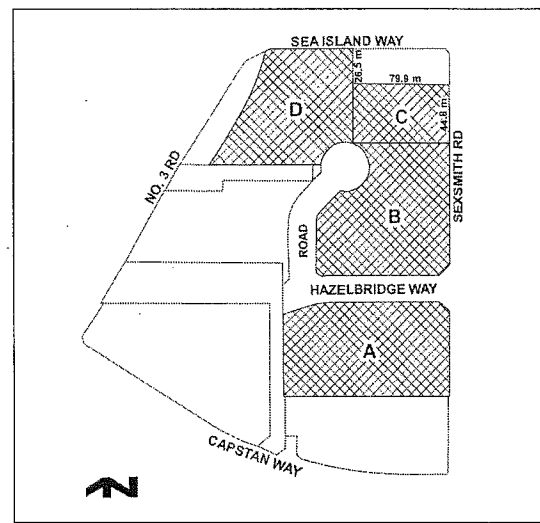 SEA ISLAND WAY
26.5 m
79.9 m
D
C
44.8 m
NO. 3 RD
SEXSMITH RD
B
ROAD
HAZELBRIDGE WAY
A
CAPSTAN WAY
N